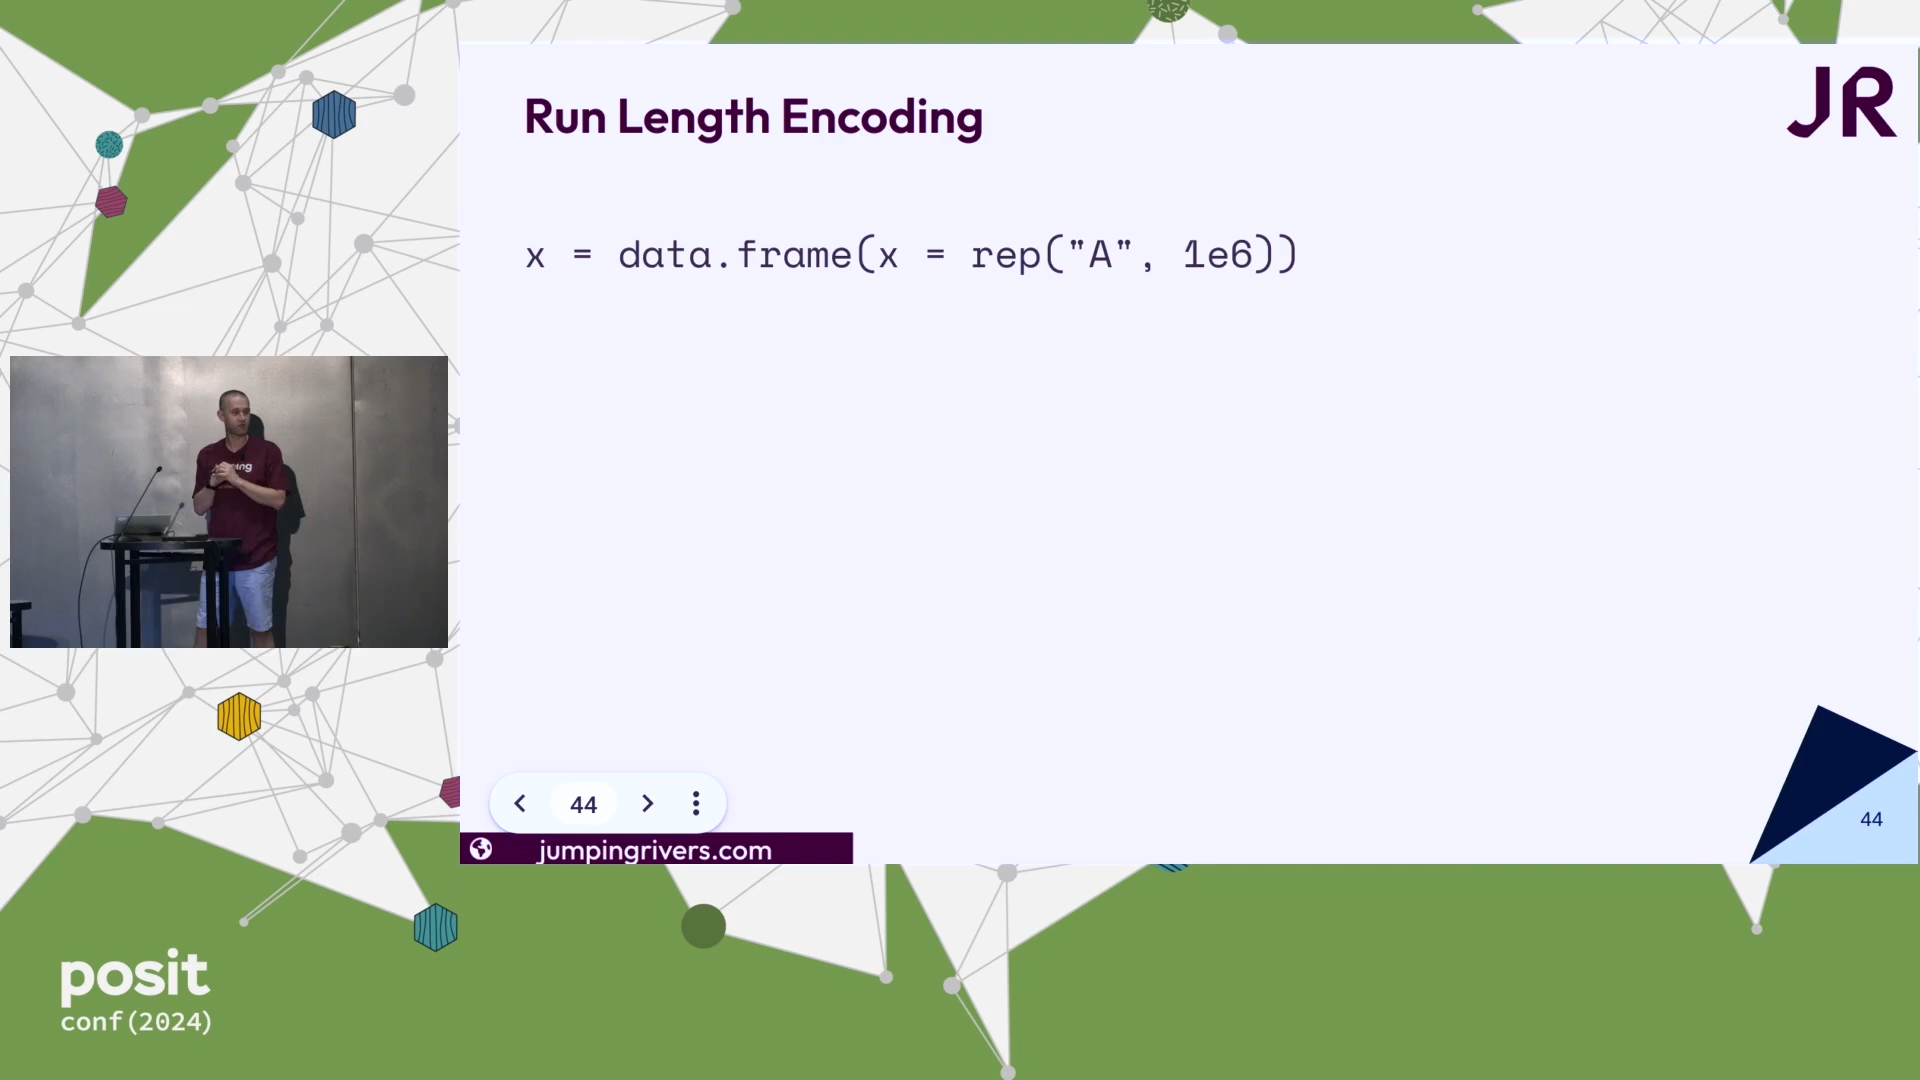 Run Length Encoding
JR
x = data.frame(x = rep("A", 1e6))
44
44
jumpingrivers.com
posit
conf(2024)